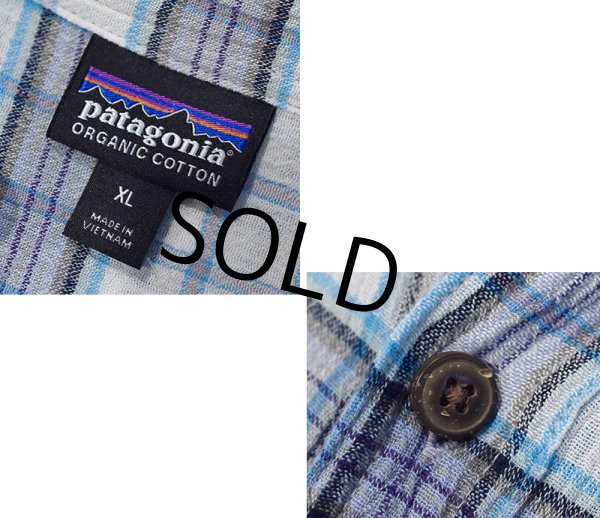 patagonia®
ORGANIC COTTON
XL
MADE IN
VIETNAM
SOLD